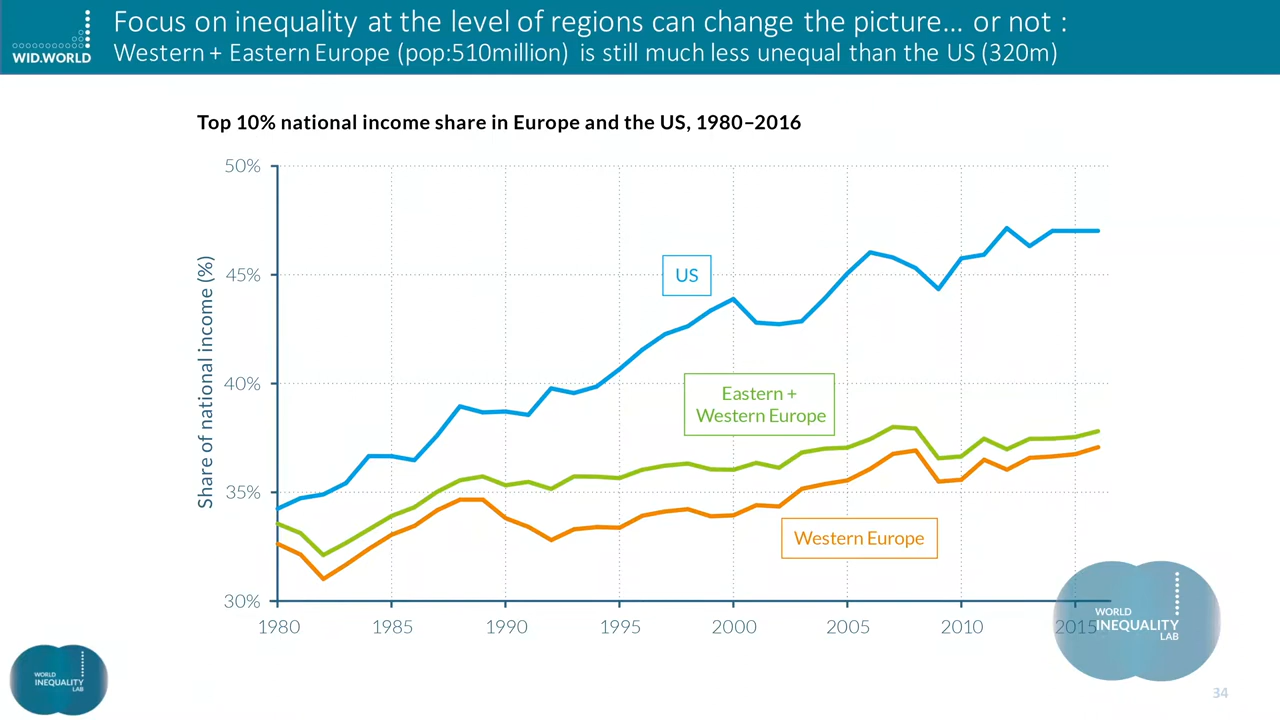 Focus on inequality at the level of regions can change the picture... or not :
Western + Eastern Europe (pop:510million) is still much less unequal than the US (320m)
WID.WORLD
Top 10% national income share in Europe and the US, 1980–2016
Share of national income (%)
50%
45%
40%
35%
30%
US
Eastern +
Western Europe
Western Europe
1980
1985
1990
1995
2000
2005
2010
2015
WORLD
INEQUALITY
LAB
WORLD
INEQUALITY
LAB
34